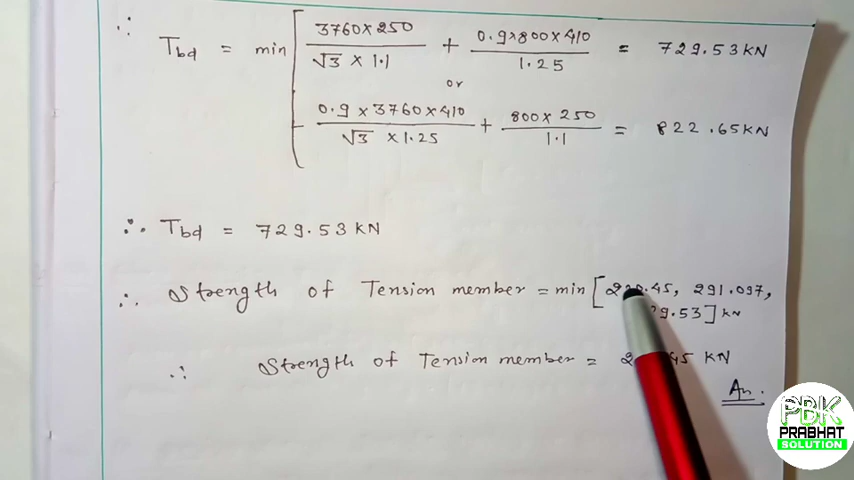 ∴ Tbd = min [ 3760×250 / √3 × 1.1 + 0.9×800×410 / 1.25 = 729.53 KN
or
0.9 × 3760 × 410 / √3 × 1.25 + 800 × 250 / 1.1 = 822.65 KN
∴ Tbd = 729.53 KN
∴ Strength of Tension member = min [ .45, 291.097,
9.53] KN
∴ Strength of Tension member = 45 KN
An.
PBK
PRABHAT
SOLUTION